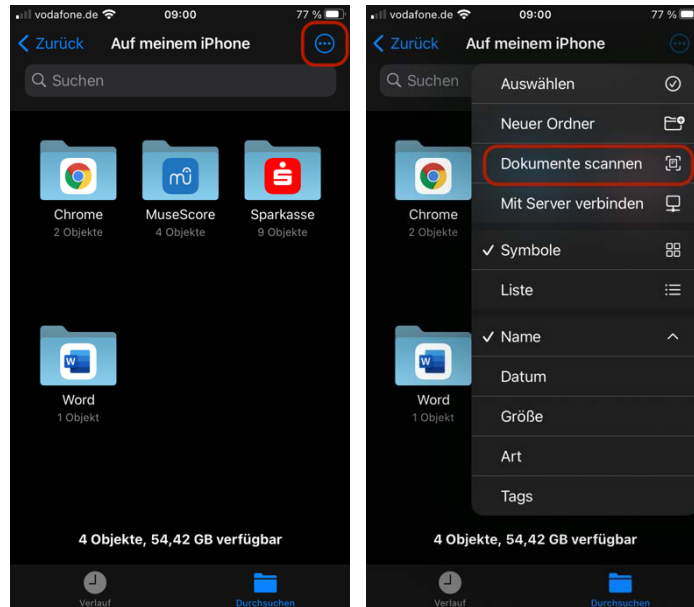 vodafone.de 09:00 77 %
Zurück Auf meinem iPhone
Suchen
Chrome MuseScore Sparkasse
2 Objekte 4 Objekte 9 Objekte
Word
1 Objekt
4 Objekte, 54,42 GB verfügbar
Verlauf Durchsuchen
vodafone.de 09:00 77 %
Zurück Auf meinem iPhone
Suchen
Auswählen
Neuer Ordner
Dokumente scannen
Mit Server verbinden
Symbole
Liste
Name
Datum
Größe
Art
Tags
Chrome
2 Objekte
Word
1 Objekt
4 Objekte, 54,42 GB verfügbar
Verlauf Durchsuchen